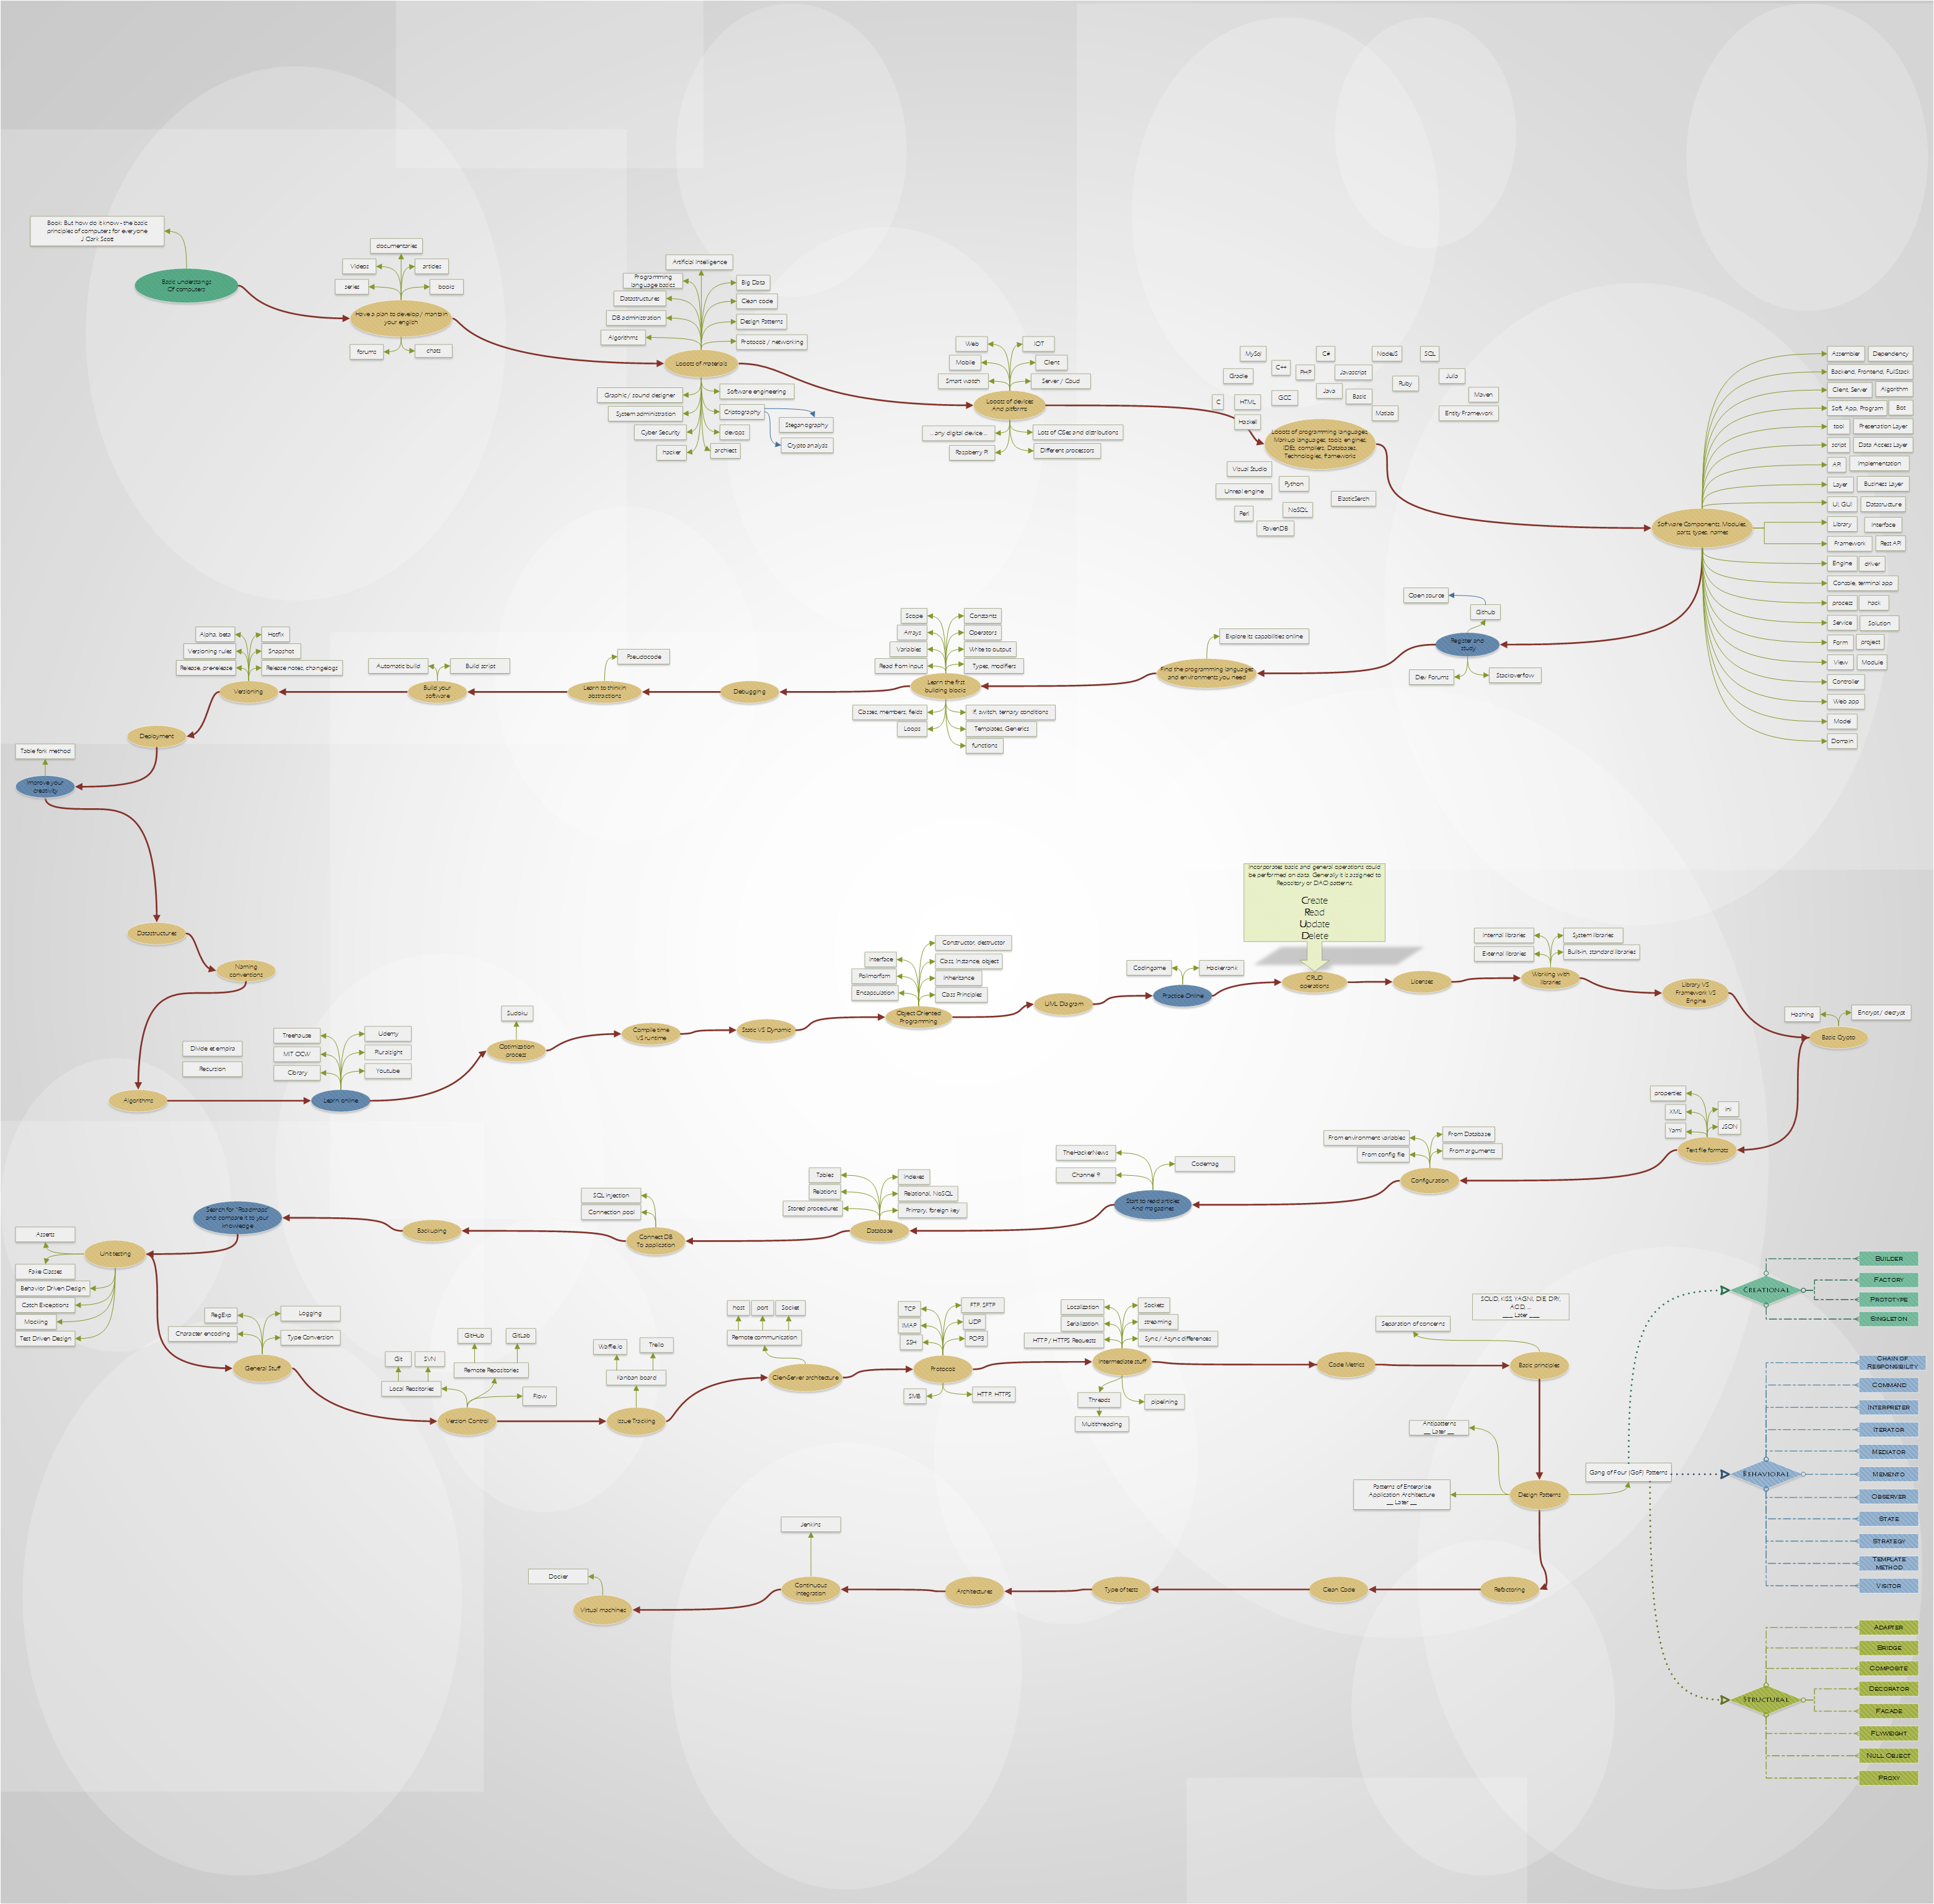 Book: But how do it know - the basic
principles of computers for everyone
J Clark Scott
Basic understangs
Of computers
documentaries
Videos
articles
series
books
Have a plan to develop / mantain
your english
Forums
chats
Artificial Intelligence
Programming
language basics
Big Data
Datastructures
Clean code
DB administration
Design Patterns
Algorithms
Protocols / networking
Looots of materials
Graphic / sound designer
Software engineering
System administration
Criptography
Steganography
Cyber Security
devops
Crypto analysis
hacker
architect
Web
IOT
Mobile
Client
Smart watch
Server / Cloud
Looots of devices
And platforms
... any digital device ...
Lots of OSes and distributions
Raspberry Pi
Different processors
MySql
C#
NodeJS
SQL
C++
PHP
Javascript
Gradle
Ruby
Julia
Java
Basic
Maven
C
HTML
GCC
Matlab
Entity Framework
Haskell
Looots of programming languages,
Markup languages, tools, engines,
IDEs, compilers, Databases,
Technologies, frameworks
Visual Studio
Unreal engine
Python
ElasticSerch
Perl
NoSQL
RavenDB
Software Components, Modules,
parts, types, names
Assembler
Dependency
Backend, Frontend, FullStack
Client, Server
Algorithm
Soft, App, Program
Bot
tool
Presenation Layer
script
Data Access Layer
API
Implementation
Layer
Business Layer
UI, GUI
Datastructure
Library
Interface
Framework
Rest API
Engine
driver
Console, terminal app
process
hack
Service
Solution
Form
project
View
Module
Controller
Web app
Model
Domain
Open source
Github
Register and
study
Dev Forums
Stackoverflow
Explore its capabilities online
Find the programming languages
and environments you need
Scope
Constants
Arrays
Operators
Variables
Write to output
Read from input
Types, modifiers
Learn the first
building blocks
Classes, members, fields
if, switch, ternary conditions
Loops
Templates, Generics
functions
Debugging
Pseudocode
Learn to think in
abstractions
Automatic build
Build script
Build your
software
Alpha, beta
Hotfix
Versioning rules
Snapshot
Release, prerelease
Release notes, changelogs
Versioning
Deployment
Table fork method
Improve your
creativity
Datastructures
Naming
conventions
Divide et empira
Recursion
Algorithms
Treehouze
Udemy
MIT OCW
Pluralsight
Library
Youtube
Learn online
Sudoku
Optimization
process
Compile time
VS runtime
Static VS Dynamic
Constructor, destructor
Interface
Class, instance, object
Polimorfism
Inheritance
Encapsulation
Class Principles
Object Oriented
Programming
UML Diagram
Codingame
Hackerrank
Practice Online
Incorporates basic and general operations could
be performed on data. Generally it is assigned to
Repository or DAO patterns.
Create
Read
Update
Delete
CRUD
operations
Licenses
Internal libraries
System libraries
External libraries
Built-in, standard libraries
Working with
libraries
Library VS
Framework VS
Engine
Hashing
Encrypt / decrypt
Basic Crypto
properties
XML
ini
Yaml
JSON
Text file formats
From environment variables
From Database
From config file
From arguments
Configuration
TheHackerNews
Codemag
Channel 9
Start to read articles
And magazines
Tables
Indexes
Relations
Relational, NoSQL
Stored procedures
Primary, foreign key
Database
SQL injection
Connection pool
Connect DB
To application
Backuping
Search for "Roadmaps"
and compare it to your
knowledge
Asserts
Unit testing
Fake Classes
Behavior Driven Design
Catch Exceptions
Mocking
Test Driven Design
RegExp
Logging
Character encoding
Type Conversion
General Stuff
GitHub
GitLab
Git
SVN
Remote Repositories
Local Repsitories
Flow
Version Control
Waffle.io
Trello
Kanban board
Issue Tracking
host
port
Socket
Remote communication
Clien-Server architecture
TCP
FTP, SFTP
IMAP
UDP
SSH
POP3
Protocols
SMB
HTTP, HTTPS
Localization
Sockets
Serialization
streaming
HTTP / HTTPS Requests
Sync / Async differences
Intermediate stuff
Threads
pipelining
Multithreading
Code Metrics
SOLID, KISS, YAGNI, DIE, DRY,
ACID, ...
___ Later ___
Separation of concerns
Basic principles
Antipatterns
__ Later __
Patterns of Enterprise
Application Architecture
__ Later __
Design Patterns
Gang of Four (GoF) Patterns
Creational
Builder
Factory
Prototype
Singleton
Behavioral
Chain of
Responsibility
Command
Interpreter
Iterator
Mediator
Memento
Observer
State
Strategy
Template
Method
Visitor
Structural
Adapter
Bridge
Composite
Decorator
Facade
Flyweight
Null Object
Proxy
Refactoring
Clean Code
Type of tests
Architectures
Jenkins
Continuous
integration
Docker
Virtual machines